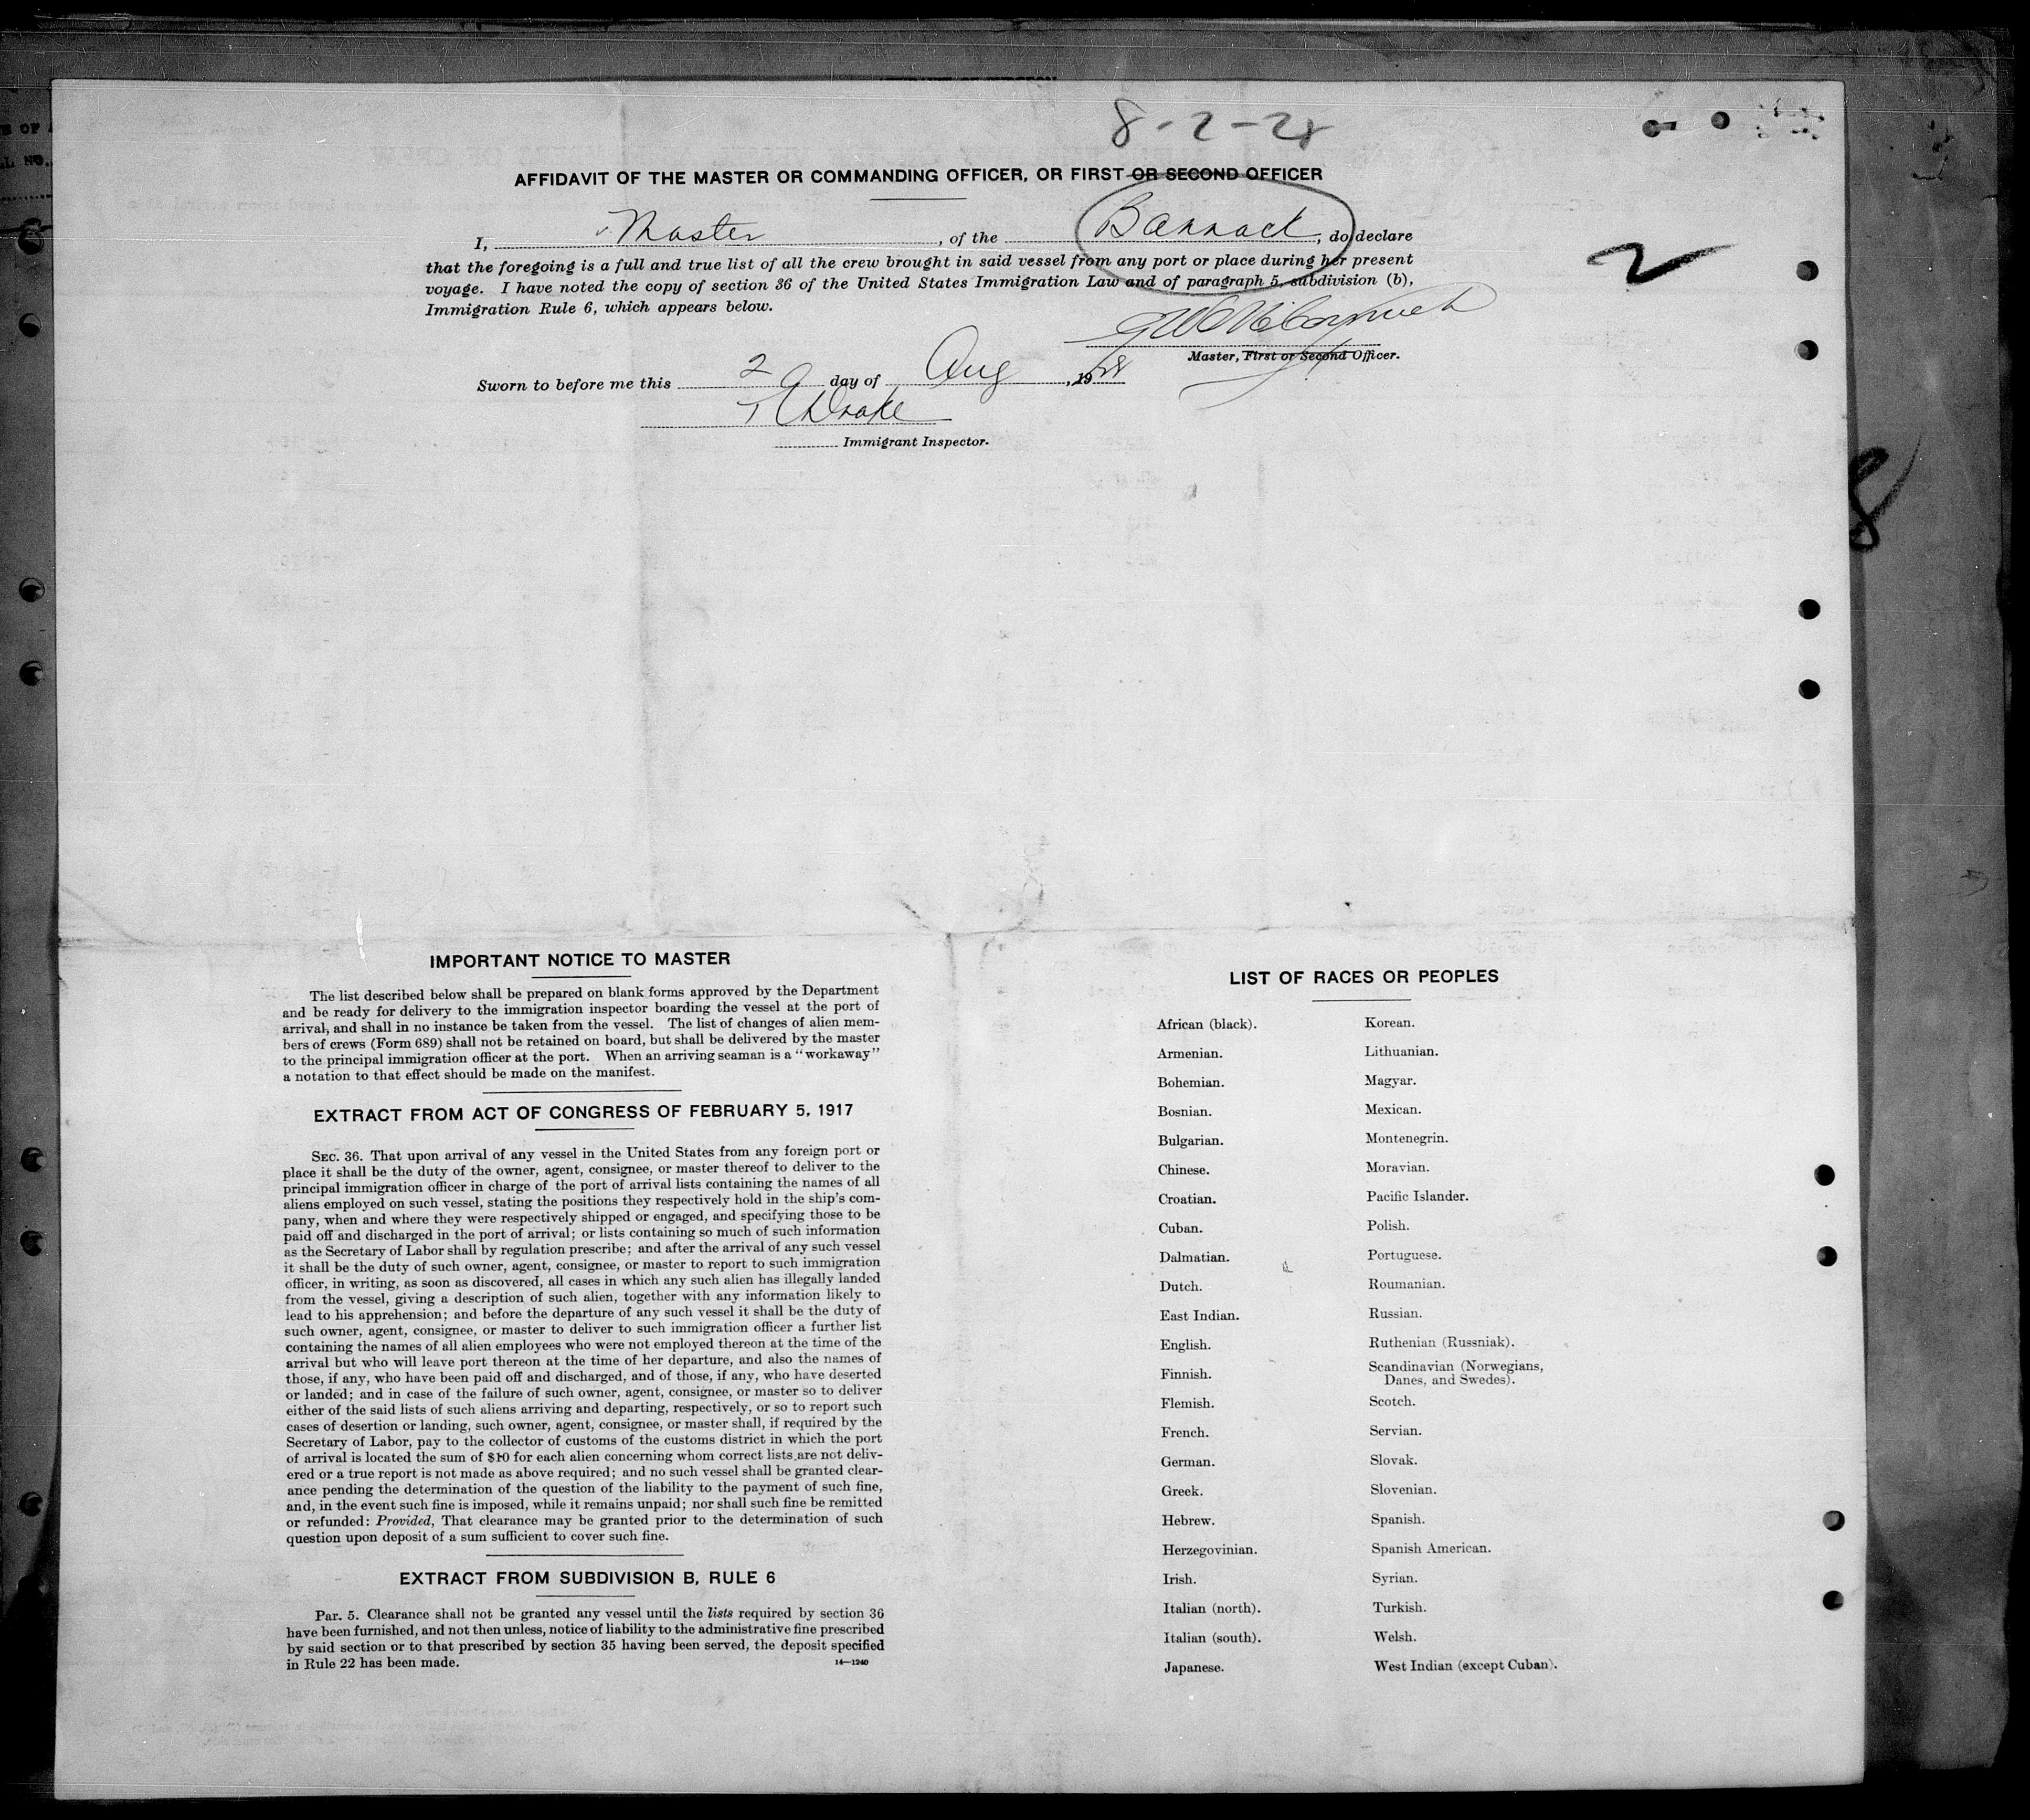 8-2-28
AFFIDAVIT OF THE MASTER OR COMMANDING OFFICER, OR FIRST OR SECOND OFFICER
I, Master, of the Bannack, do declare
that the foregoing is a full and true list of all the crew brought in said vessel from any port or place during her present
voyage. I have noted the copy of section 36 of the United States Immigration Law and of paragraph 5, subdivision (b),
Immigration Rule 6, which appears below.
2
Master, First or Second Officer.
Sworn to before me this 2 day of Aug, 1928
Drake
Immigrant Inspector.
8
IMPORTANT NOTICE TO MASTER
The list described below shall be prepared on blank forms approved by the Department
and be ready for delivery to the immigration inspector boarding the vessel at the port of
arrival, and shall in no instance be taken from the vessel. The list of changes of alien mem-
bers of crews (Form 689) shall not be retained on board, but shall be delivered by the master
to the principal immigration officer at the port. When an arriving seaman is a "workaway"
a notation to that effect should be made on the manifest.
EXTRACT FROM ACT OF CONGRESS OF FEBRUARY 5, 1917
SEC. 36. That upon arrival of any vessel in the United States from any foreign port or
place it shall be the duty of the owner, agent, consignee, or master thereof to deliver to the
principal immigration officer in charge of the port of arrival lists containing the names of all
aliens employed on such vessel, stating the positions they respectively hold in the ship's com-
pany, when and where they were respectively shipped or engaged, and specifying those to be
paid off and discharged in the port of arrival; or lists containing so much of such information
as the Secretary of Labor shall by regulation prescribe; and after the arrival of any such vessel
it shall be the duty of such owner, agent, consignee, or master to report to such immigration
officer, in writing, as soon as discovered, all cases in which any such alien has illegally landed
from the vessel, giving a description of such alien, together with any information likely to
lead to his apprehension; and before the departure of any such vessel it shall be the duty of
such owner, agent, consignee, or master to deliver to such immigration officer a further list
containing the names of all alien employees who were not employed thereon at the time of the
arrival but who will leave port thereon at the time of her departure, and also the names of
those, if any, who have been paid off and discharged, and of those, if any, who have deserted
or landed; and in case of the failure of such owner, agent, consignee, or master so to deliver
either of the said lists of such aliens arriving and departing, respectively, or so to report such
cases of desertion or landing, such owner, agent, consignee, or master shall, if required by the
Secretary of Labor, pay to the collector of customs of the customs district in which the port
of arrival is located the sum of $10 for each alien concerning whom correct lists are not deliv-
ered or a true report is not made as above required; and no such vessel shall be granted clear-
ance pending the determination of the question of the liability to the payment of such fine,
and, in the event such fine is imposed, while it remains unpaid; nor shall such fine be remitted
or refunded: Provided, That clearance may be granted prior to the determination of such
question upon deposit of a sum sufficient to cover such fine.
EXTRACT FROM SUBDIVISION B, RULE 6
Par. 5. Clearance shall not be granted any vessel until the lists required by section 36
have been furnished, and not then unless, notice of liability to the administrative fine prescribed
by said section or to that prescribed by section 35 having been served, the deposit specified
in Rule 22 has been made.
14—1240
LIST OF RACES OR PEOPLES
African (black).
Armenian.
Bohemian.
Bosnian.
Bulgarian.
Chinese.
Croatian.
Cuban.
Dalmatian.
Dutch.
East Indian.
English.
Finnish.
Flemish.
French.
German.
Greek.
Hebrew.
Herzegovinian.
Irish.
Italian (north).
Italian (south).
Japanese.
Korean.
Lithuanian.
Magyar.
Mexican.
Montenegrin.
Moravian.
Pacific Islander.
Polish.
Portuguese.
Roumanian.
Russian.
Ruthenian (Russniak).
Scandinavian (Norwegians,
Danes, and Swedes).
Scotch.
Servian.
Slovak.
Slovenian.
Spanish.
Spanish American.
Syrian.
Turkish.
Welsh.
West Indian (except Cuban).